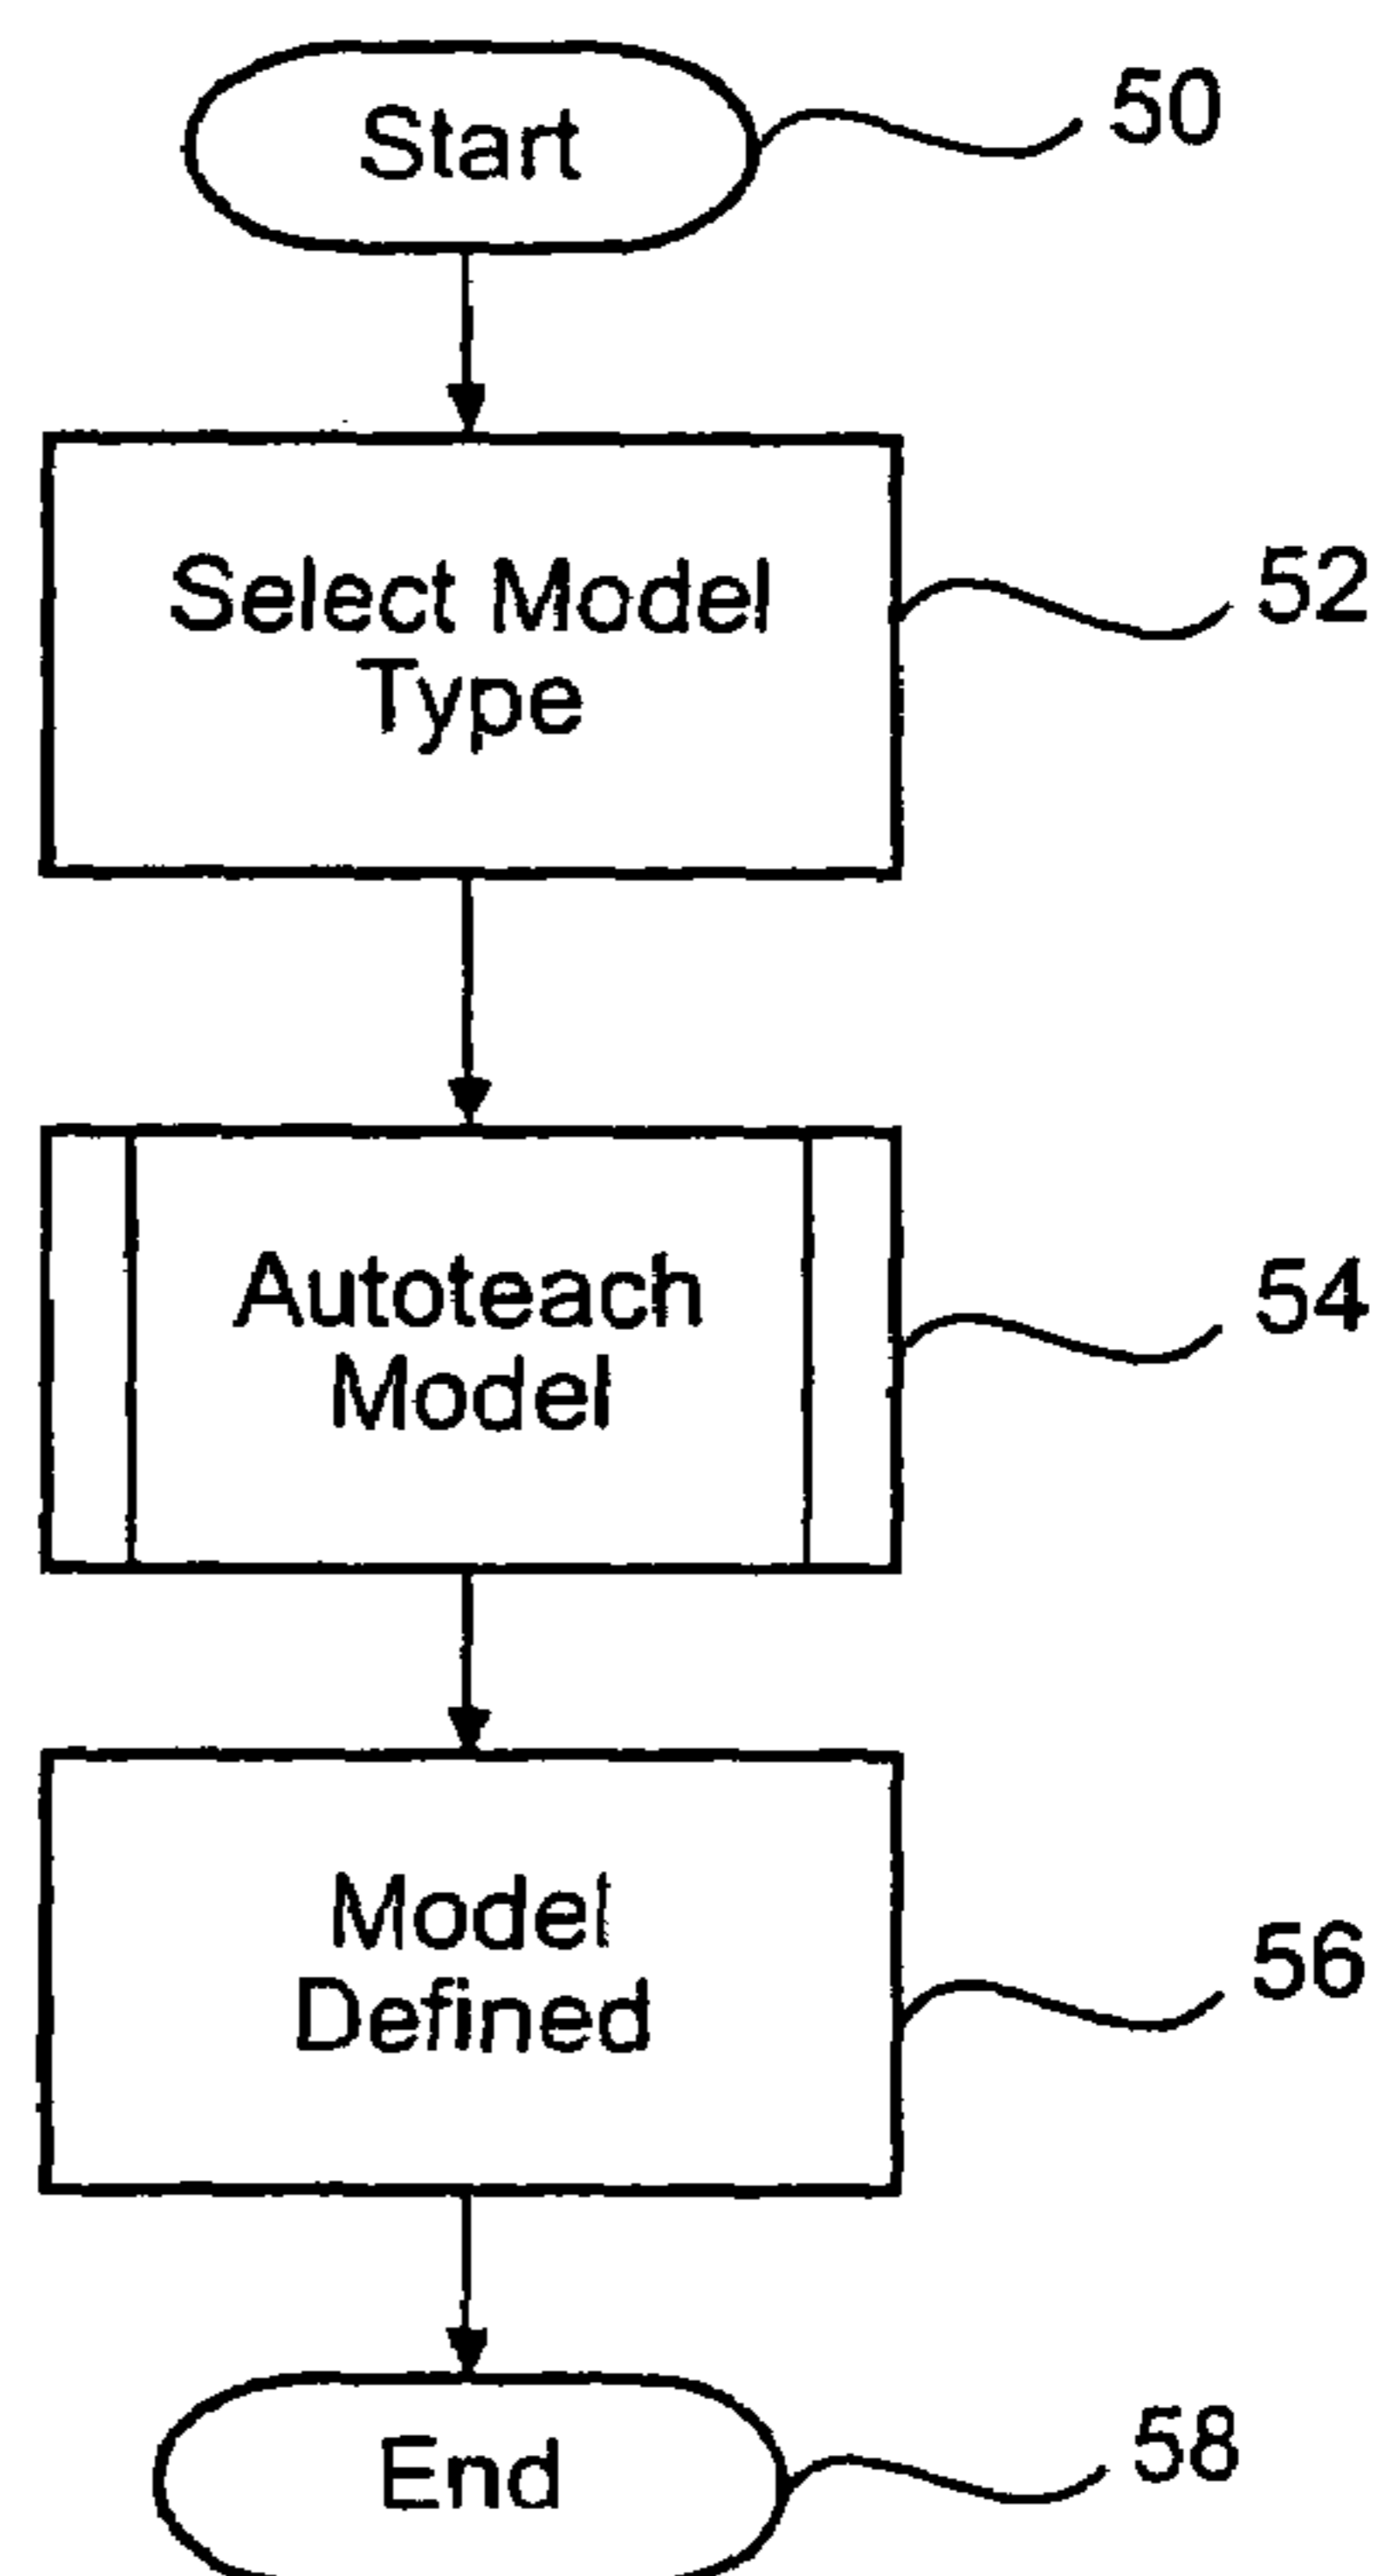 Start
50
Select Model
Type
52
Autoteach
Model
54
Model
Defined
56
End
58